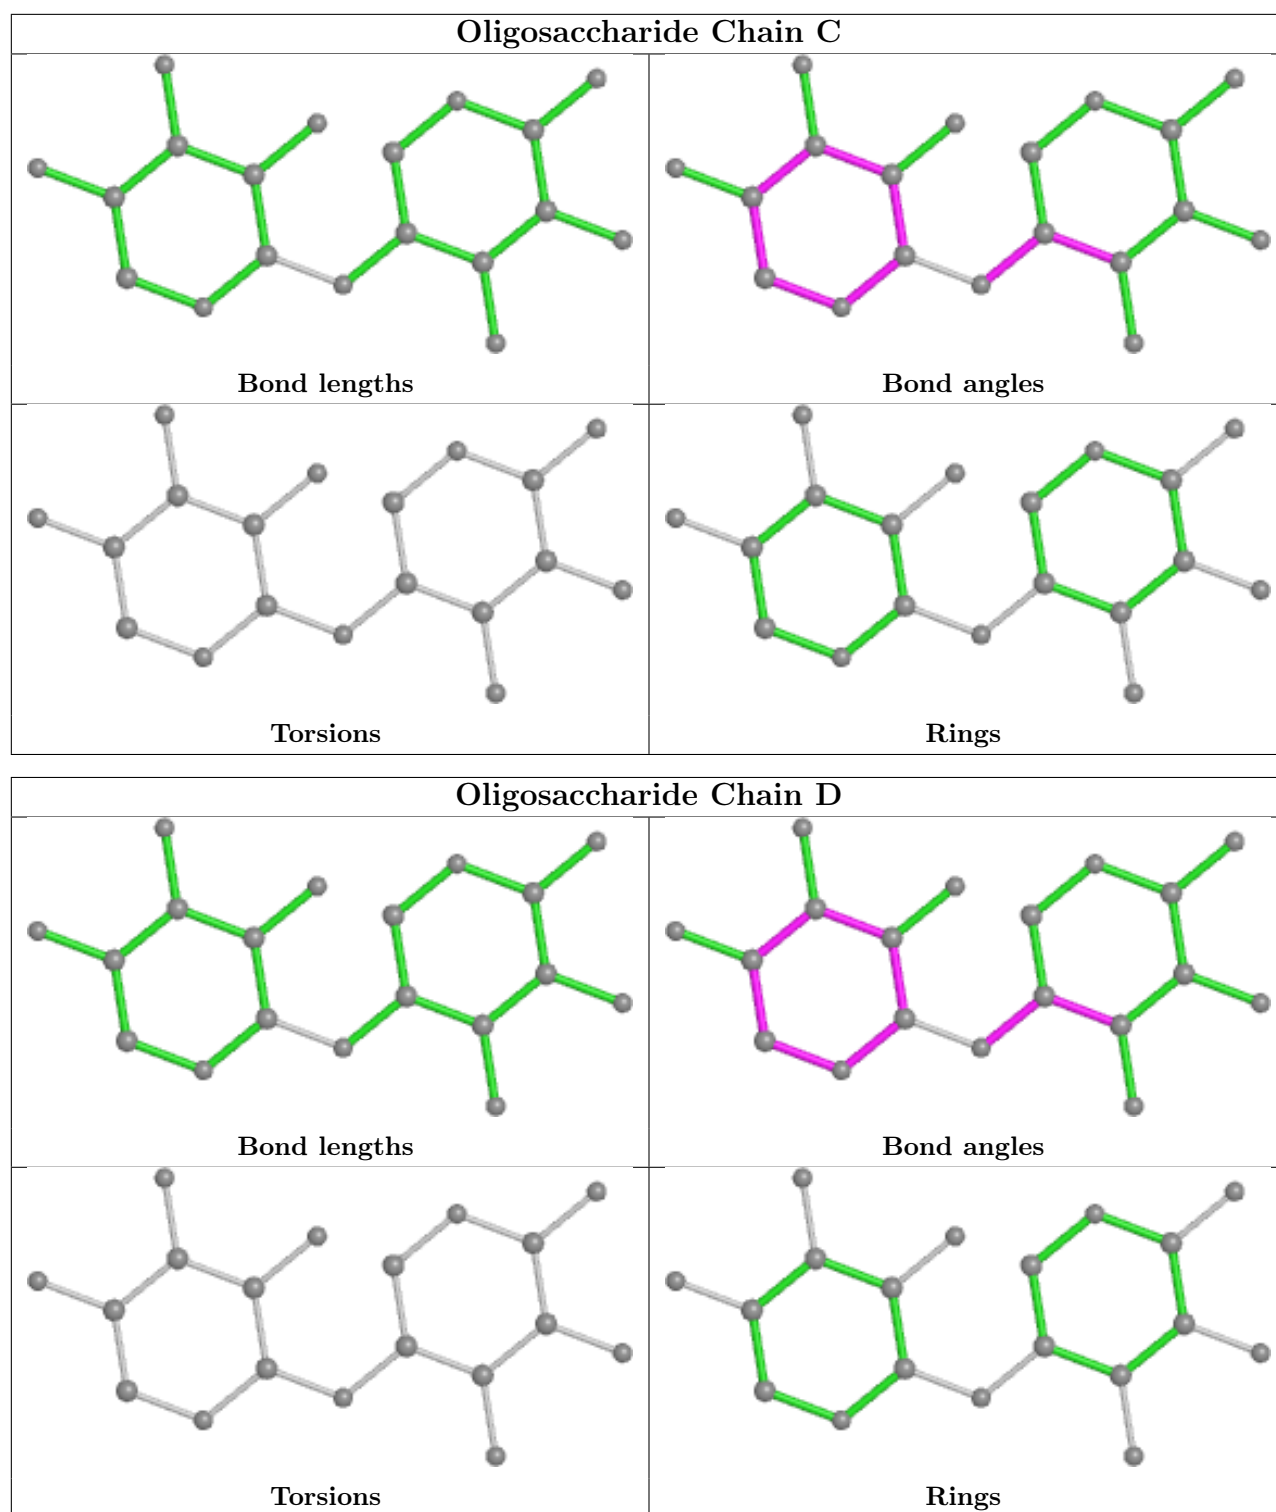 Oligosaccharide Chain C
Bond lengths
Bond angles
Torsions
Rings
Oligosaccharide Chain D
Bond lengths
Bond angles
Torsions
Rings